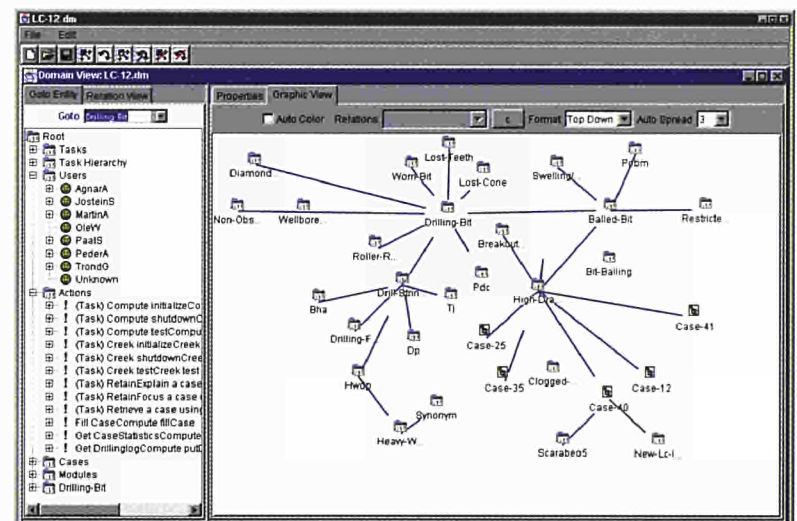 LC-12.dm
File Edit
Domain View: LC-12.dm
Goto Entity Relation View
Properties Graphic View
Goto Drilling-Bit
Auto Color Relations Format Top Down Auto Spread 3
Root
Tasks
Task Hierarchy
Users
AgnarA
JosteinS
MartinA
OleW
PaalS
PederA
TrondG
Unknown
Actions
! (Task) Compute initializeCo
! (Task) Compute shutdownC
! (Task) Compute testCompu
! (Task) Creek initializeCreek
! (Task) Creek shutdownCree
! (Task) Creek testCreek test
! (Task) RetainExplain a case
! (Task) RetainFocus a case
! (Task) Retrieve a case using
! Fill CaseCompute fillCase
! Get CaseStatisticsCompute
! Get DrillinglogCompute put
Cases
Modules
Drilling-Bit
Lost-Teeth
Diamond...
Worn-Bit
Lost-Cone
Swelling/...
Pobm
Non-Obs...
Wellbore...
Drilling-Bit
Balled-Bit
Restricte...
Roller-R...
Breakout...
Bit-Balling
Drill-Strin...
Pdc
High-Dra...
Bha
Tj
Drilling-F...
Dp
Case-25
Case-41
Hwdp
Case-35
Clogged-...
Case-12
Synonym
Case-40
Heavy-W...
Scarabeo5
New-Lc-I...